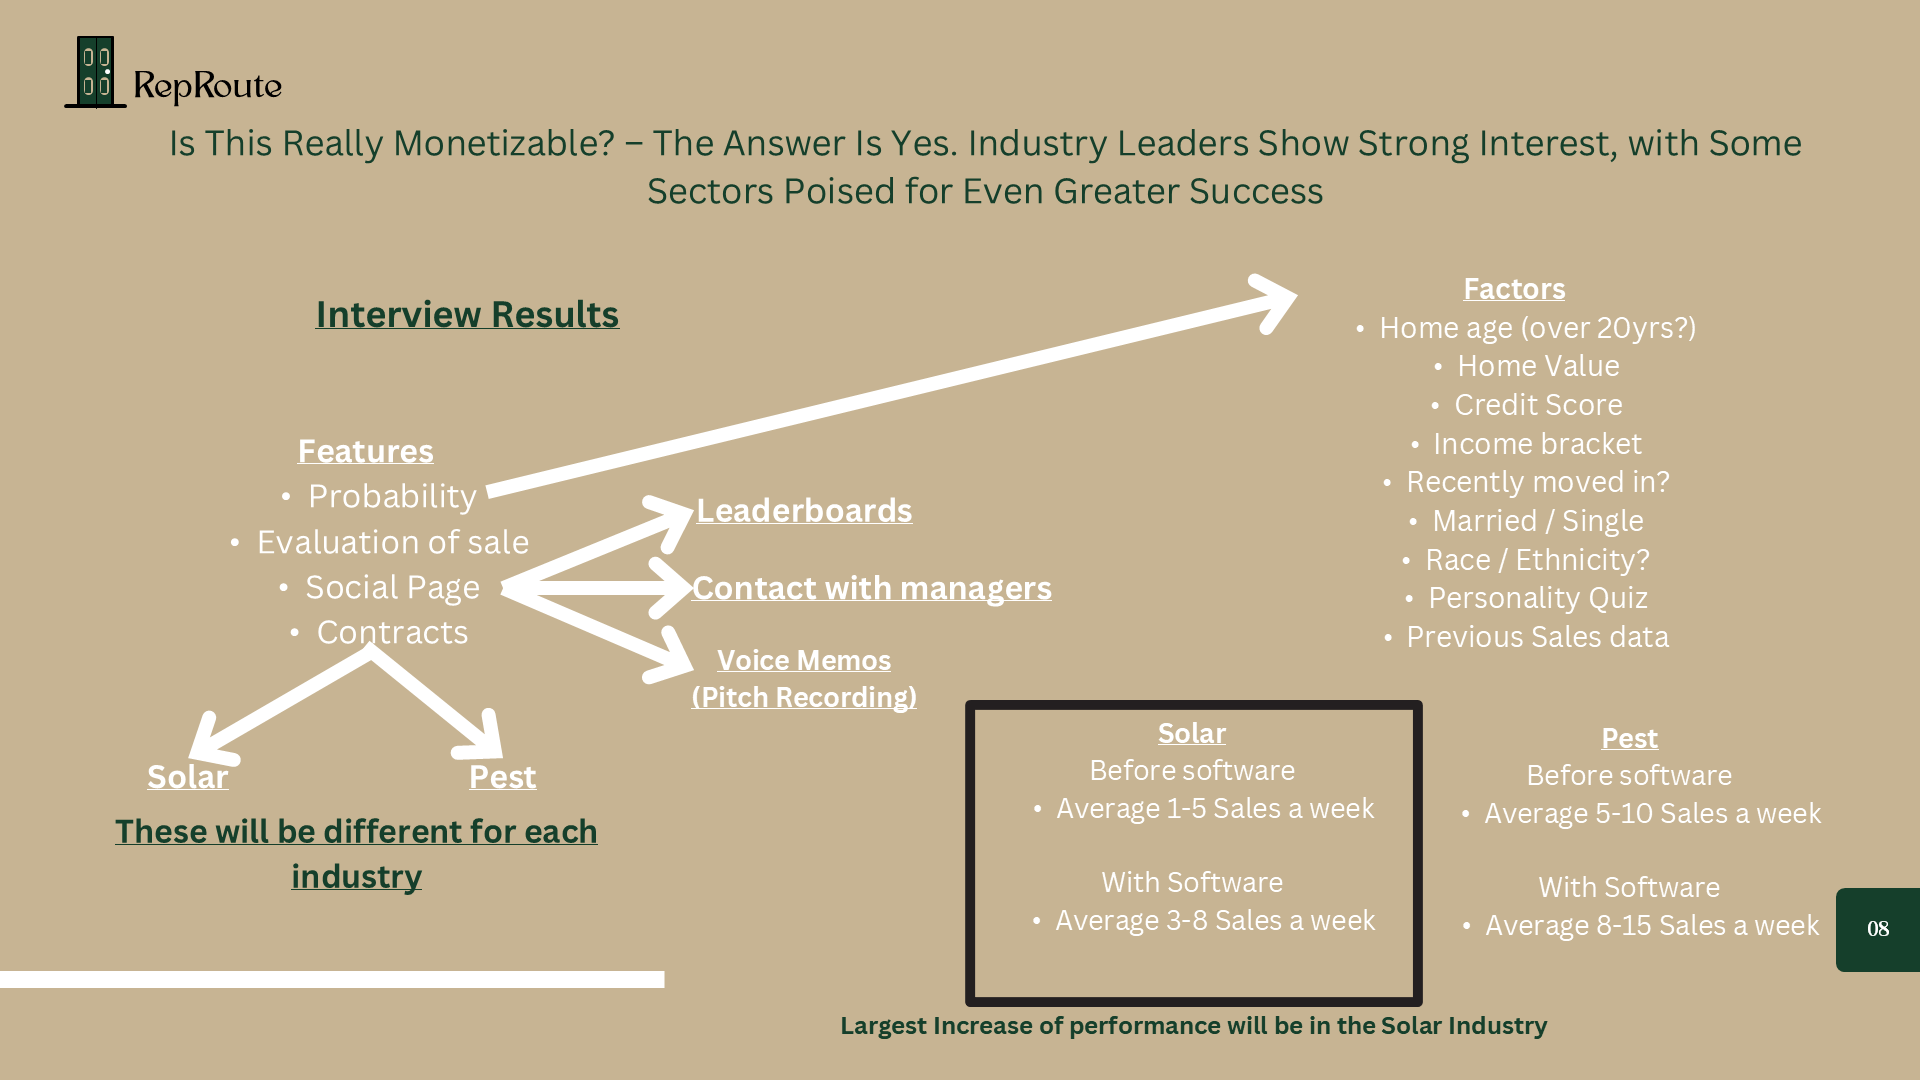 RepRoute
Is This Really Monetizable? – The Answer Is Yes. Industry Leaders Show Strong Interest, with Some
Sectors Poised for Even Greater Success
Interview Results
Features
• Probability
• Evaluation of sale
• Social Page
• Contracts
Solar
Pest
These will be different for each
industry
Leaderboards
Contact with managers
Voice Memos
(Pitch Recording)
Factors
• Home age (over 20yrs?)
• Home Value
• Credit Score
• Income bracket
• Recently moved in?
• Married / Single
• Race / Ethnicity?
• Personality Quiz
• Previous Sales data
Solar
Before software
• Average 1-5 Sales a week
With Software
• Average 3-8 Sales a week
Pest
Before software
• Average 5-10 Sales a week
With Software
• Average 8-15 Sales a week
08
Largest Increase of performance will be in the Solar Industry